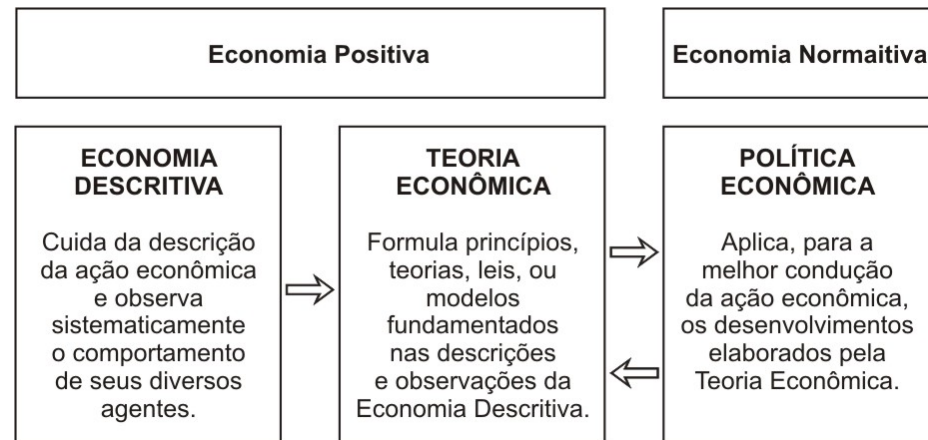 Economia Positiva
Economia Normaitiva
ECONOMIA
DESCRITIVA
Cuida da descrição
da ação econômica
e observa
sistematicamente
o comportamento
de seus diversos
agentes.
TEORIA
ECONÔMICA
Formula princípios,
teorias, leis, ou
modelos
fundamentados
nas descrições
e observações da
Economia Descritiva.
POLÍTICA
ECONÔMICA
Aplica, para a
melhor condução
da ação econômica,
os desenvolvimentos
elaborados pela
Teoria Econômica.